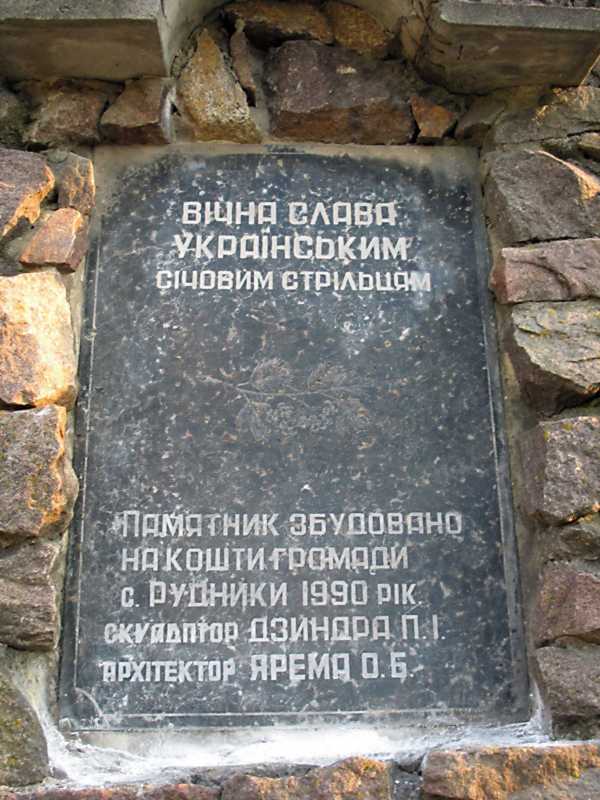 ВІЧНА СЛАВА
УКРАЇНСЬКИМ
СІЧОВИМ СТРІЛЬЦЯМ
ПАМЯТНИК ЗБУДОВАНО
НА КОШТИ ГРОМАДИ
с. РУДНИКИ 1990 РІК.
СКУЛЬПТОР ДЗИНДРА П.І.
АРХІТЕКТОР ЯРЕМА О.Б.